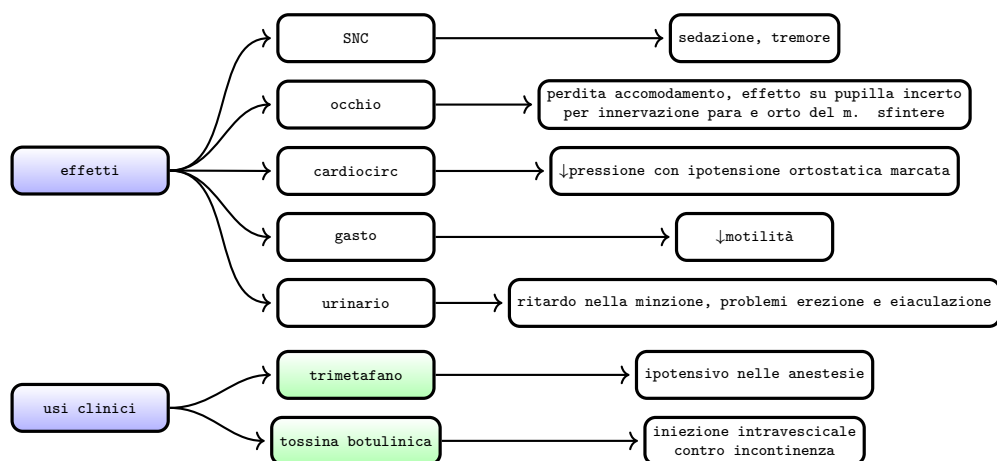 SNC
sedazione, tremore
occhio
perdita accomodamento, effetto su pupilla incerto
per innervazione para e orto del m. sfintere
effetti
cardiocirc
↓pressione con ipotensione ortostatica marcata
gasto
↓motilità
urinario
ritardo nella minzione, problemi erezione e eiaculazione
trimetafano
ipotensivo nelle anestesie
usi clinici
tossina botulinica
iniezione intravescicale
contro incontinenza